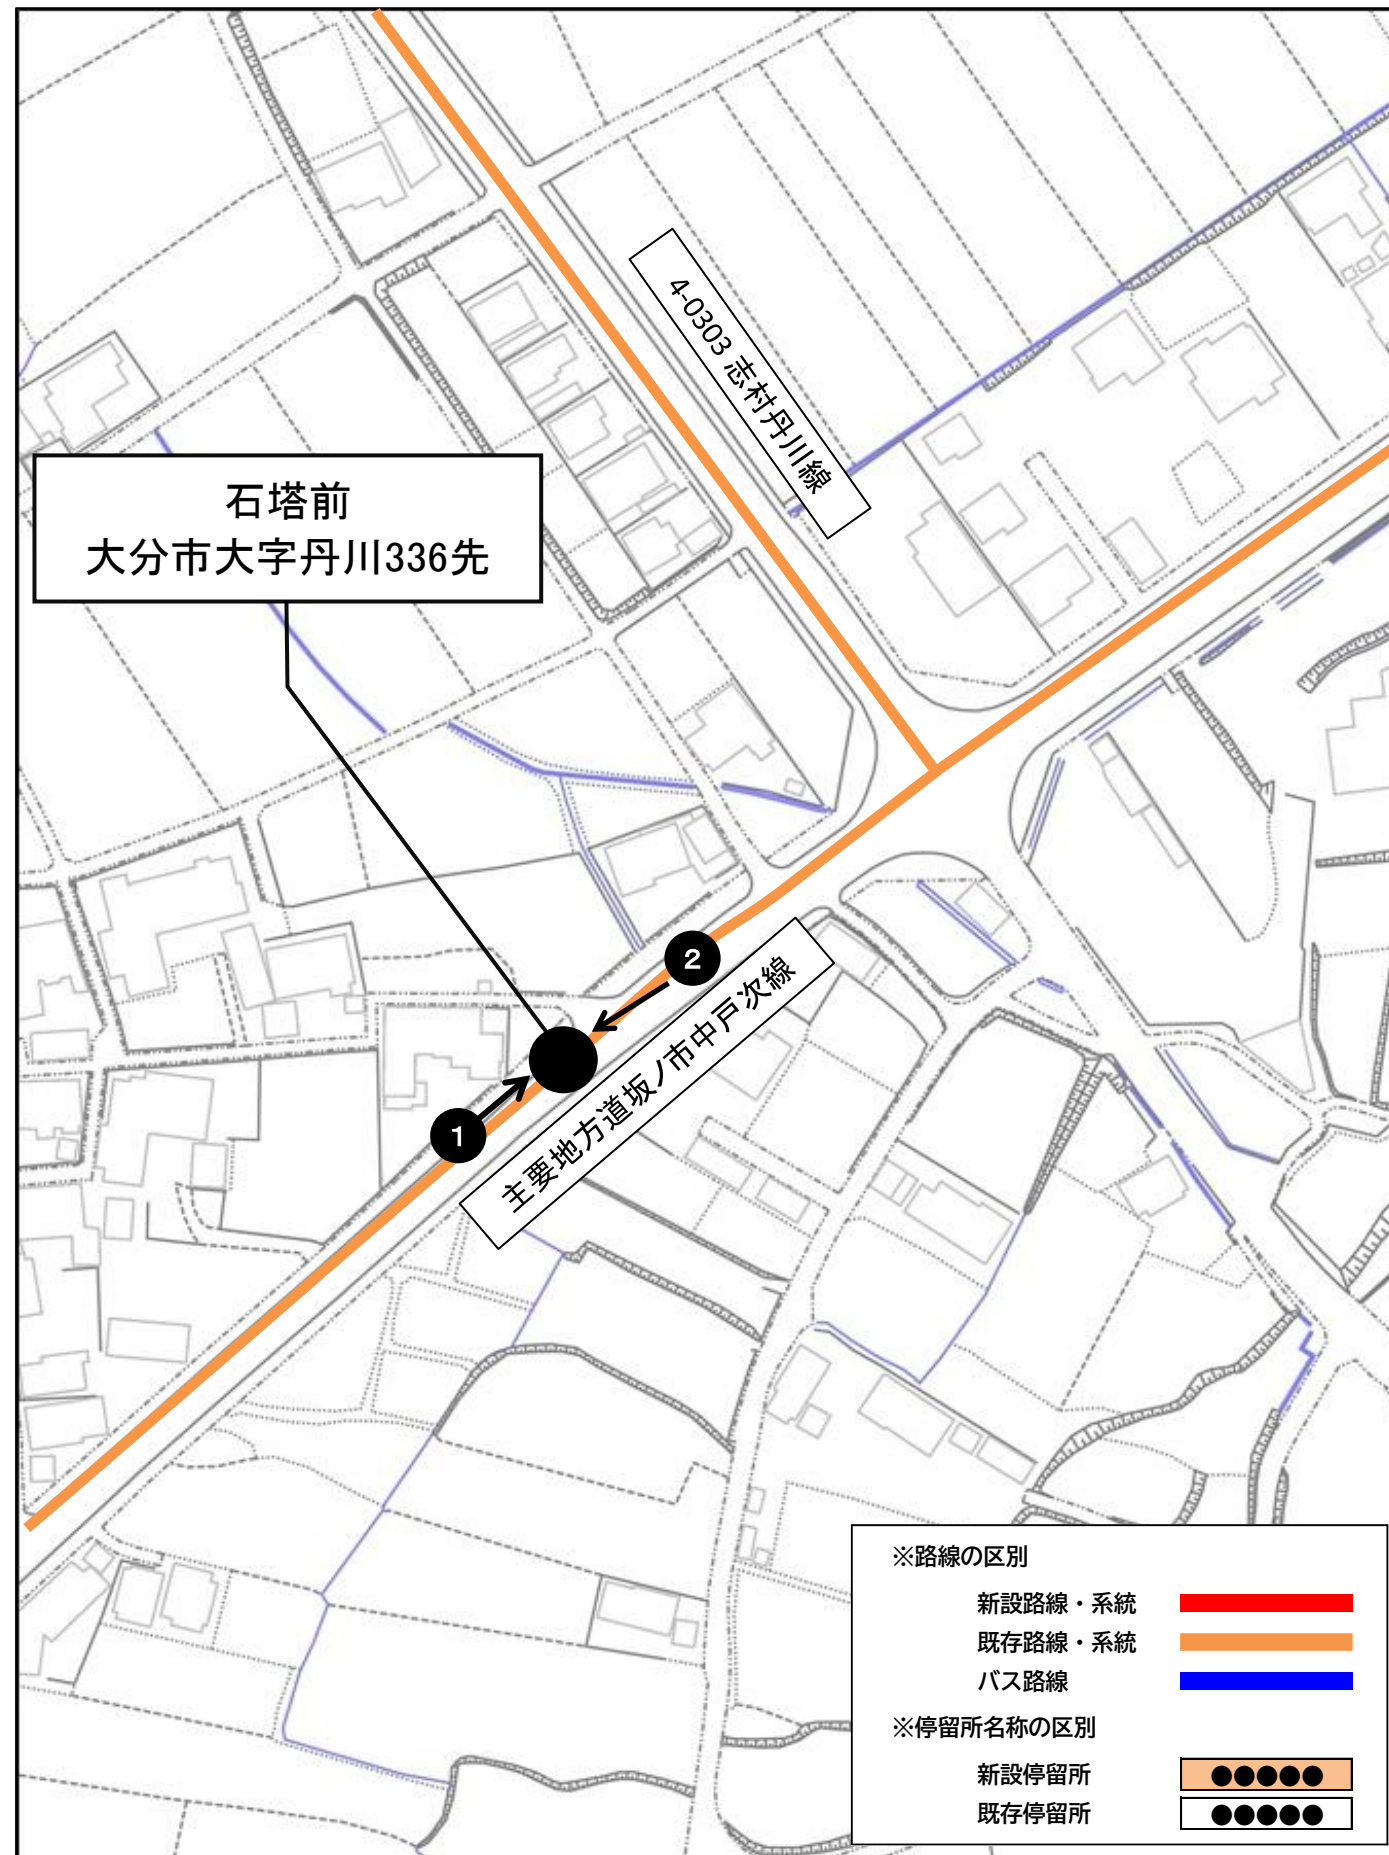 4-0303 志村丹川線
石塔前
大分市大字丹川336先
2
1
主要地方道坂ノ市中戸次線
※路線の区別
新設路線・系統
既存路線・系統
バス路線
※停留所名称の区別
新設停留所 ●●●●●
既存停留所 ●●●●●